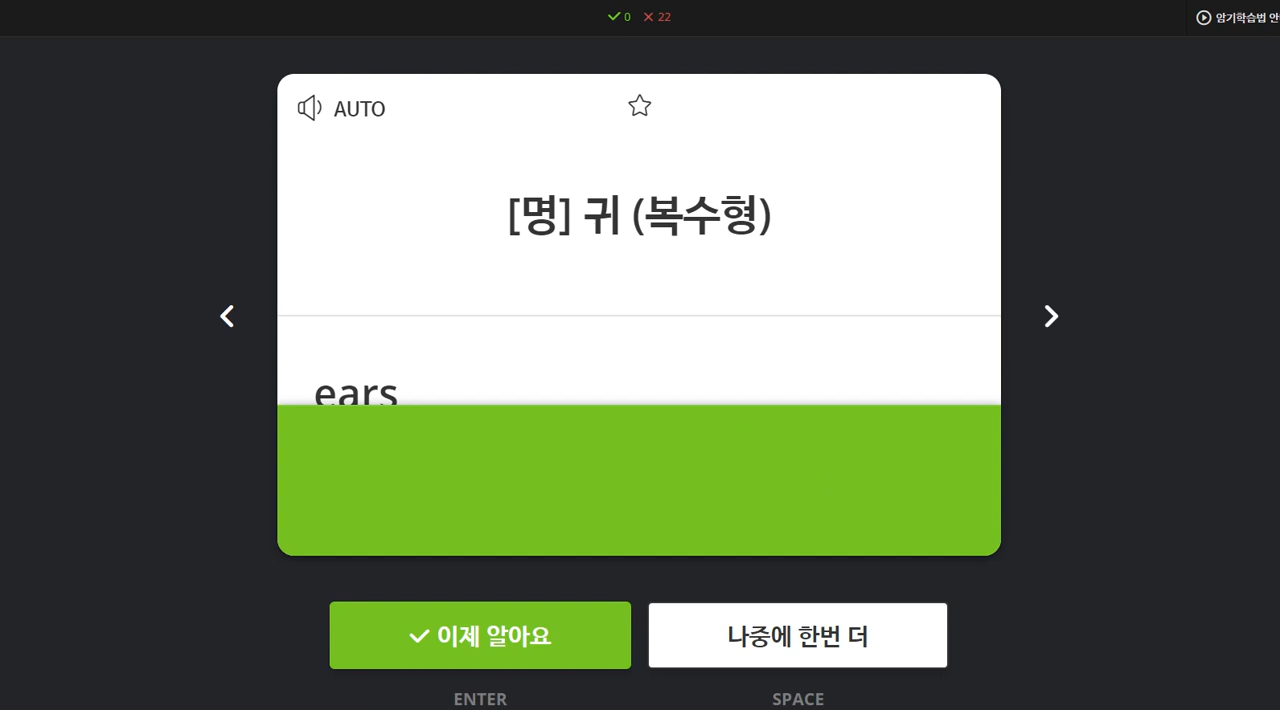 0 22
암기학습법 안
AUTO
[명] 귀 (복수형)
ears
이제 알아요
나중에 한번 더
ENTER
SPACE